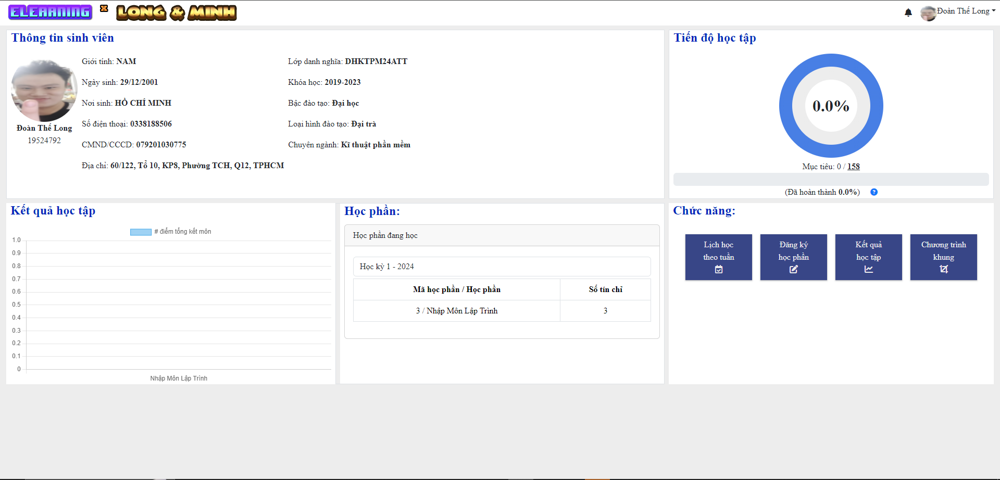 ELEARNING X LONG & MINH
Đoàn Thế Long
Thông tin sinh viên
Giới tính: NAM
Ngày sinh: 29/12/2001
Nơi sinh: HỒ CHÍ MINH
Số điện thoại: 0338188506
CMND/CCCD: 079201030775
Địa chỉ: 60/122, Tổ 10, KP8, Phường TCH, Q12, TPHCM
Lớp danh nghĩa: DHKTPM24ATT
Khóa học: 2019-2023
Bậc đào tạo: Đại học
Loại hình đào tạo: Đại trà
Chuyên ngành: Kĩ thuật phần mềm
Đoàn Thế Long
19524792
Tiến độ học tập
0.0%
Mục tiêu: 0 / 158
(Đã hoàn thành 0.0%) ?
Kết quả học tập
# điểm tổng kết môn
1.0
0.9
0.8
0.7
0.6
0.5
0.4
0.3
0.2
0.1
0
Nhập Môn Lập Trình
Học phần:
Học phần đang học
Học kỳ 1 - 2024
Mã học phần / Học phần Số tín chỉ
3 / Nhập Môn Lập Trình 3
Chức năng:
Lịch học
theo tuần
Đăng ký
học phần
Kết quả
học tập
Chương trình
khung